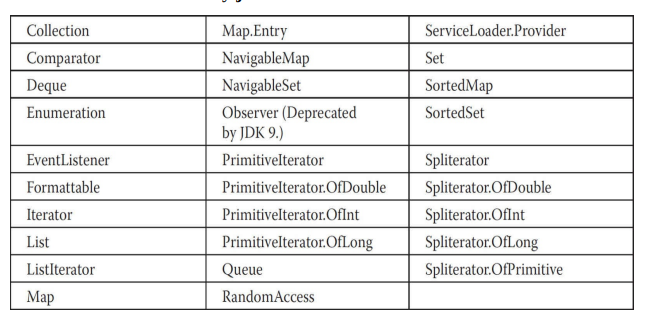 Collection Map.Entry ServiceLoader.Provider
Comparator NavigableMap Set
Deque NavigableSet SortedMap
Enumeration Observer (Deprecated SortedSet
by JDK 9.)
EventListener PrimitiveIterator Spliterator
Formattable PrimitiveIterator.OfDouble Spliterator.OfDouble
Iterator PrimitiveIterator.OfInt Spliterator.OfInt
List PrimitiveIterator.OfLong Spliterator.OfLong
ListIterator Queue Spliterator.OfPrimitive
Map RandomAccess